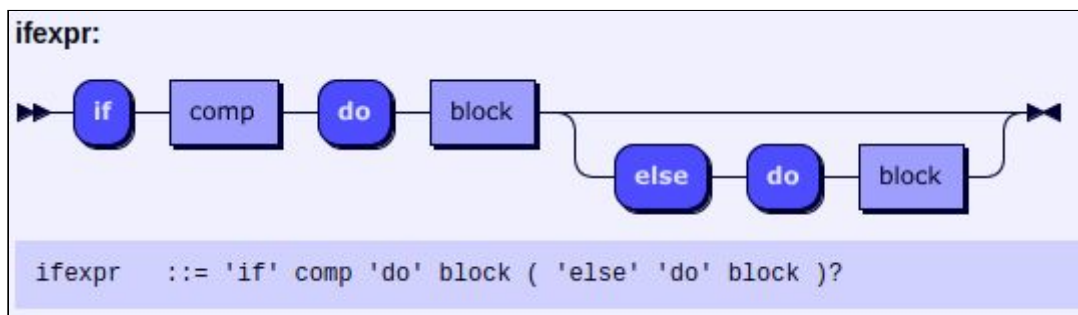 ifexpr:
if comp do block
else do block
ifexpr ::= 'if' comp 'do' block ( 'else' 'do' block )?